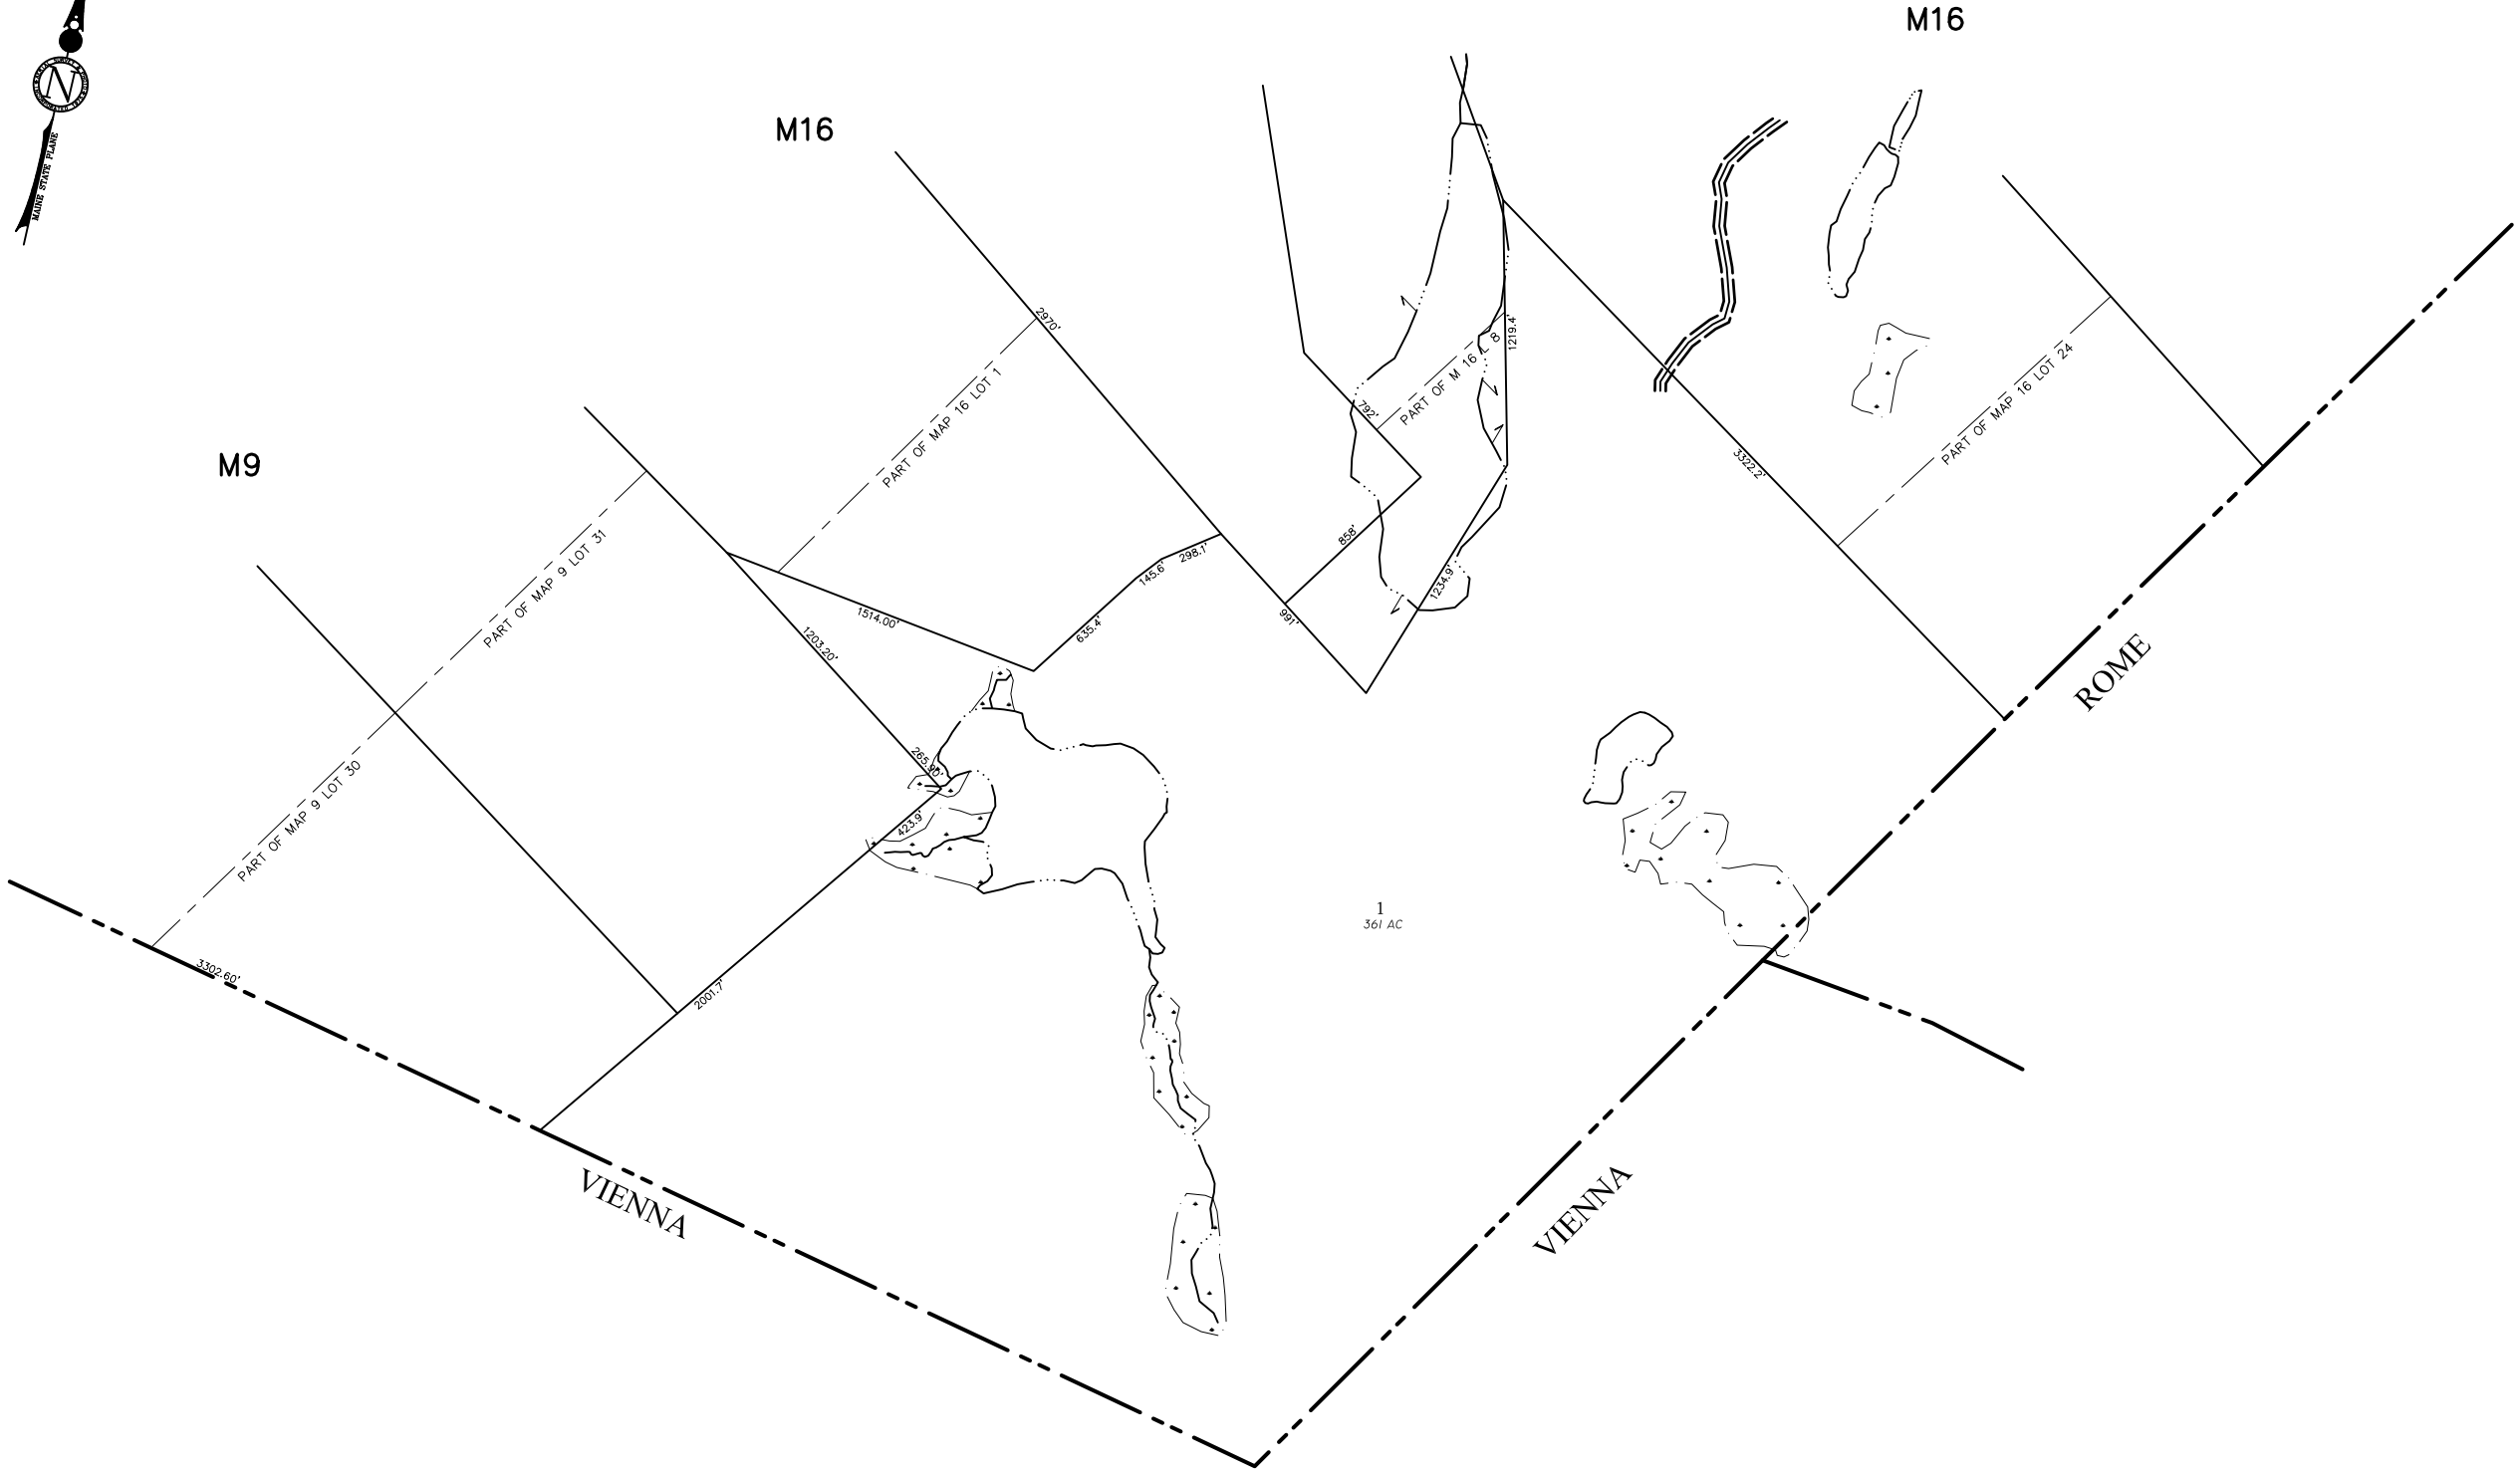 M16
M16
N
MAINE STATE PLANE
M9
2970'
1219.4'
PART OF M 16 L 8
792'
PART OF MAP 16 LOT 24
PART OF MAP 16 LOT 1
3322.2'
PART OF MAP 9 LOT 31
858'
298.1'
145.6'
1234.9'
1514.00'
991'
635.4'
1203.20'
ROME
265.90'
PART OF MAP 9 LOT 30
423.9'
1
361 AC
3302.60'
2001.7'
VIENNA
VIENNA